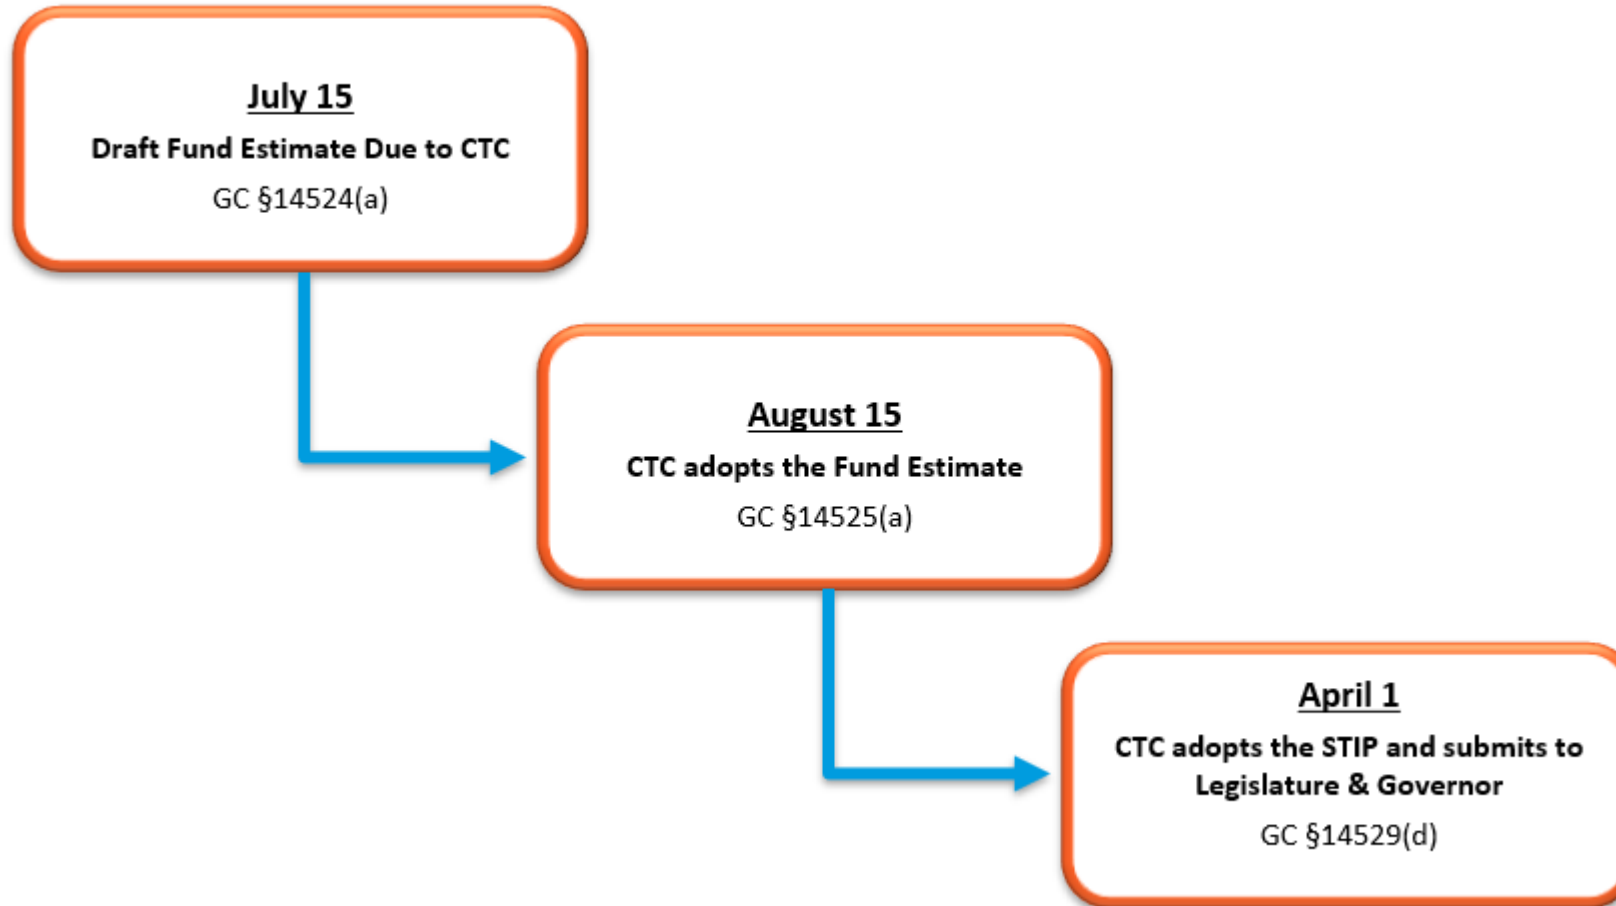 July 15
Draft Fund Estimate Due to CTC
GC §14524(a)
August 15
CTC adopts the Fund Estimate
GC §14525(a)
April 1
CTC adopts the STIP and submits to
Legislature & Governor
GC §14529(d)